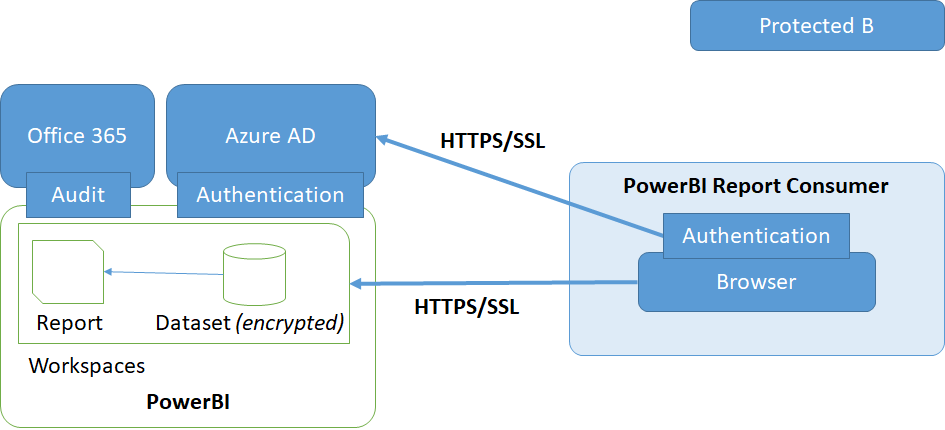 Protected B
Office 365
Azure AD
HTTPS/SSL
Audit
Authentication
PowerBI Report Consumer
Authentication
Browser
HTTPS/SSL
Report
Dataset (encrypted)
Workspaces
PowerBI